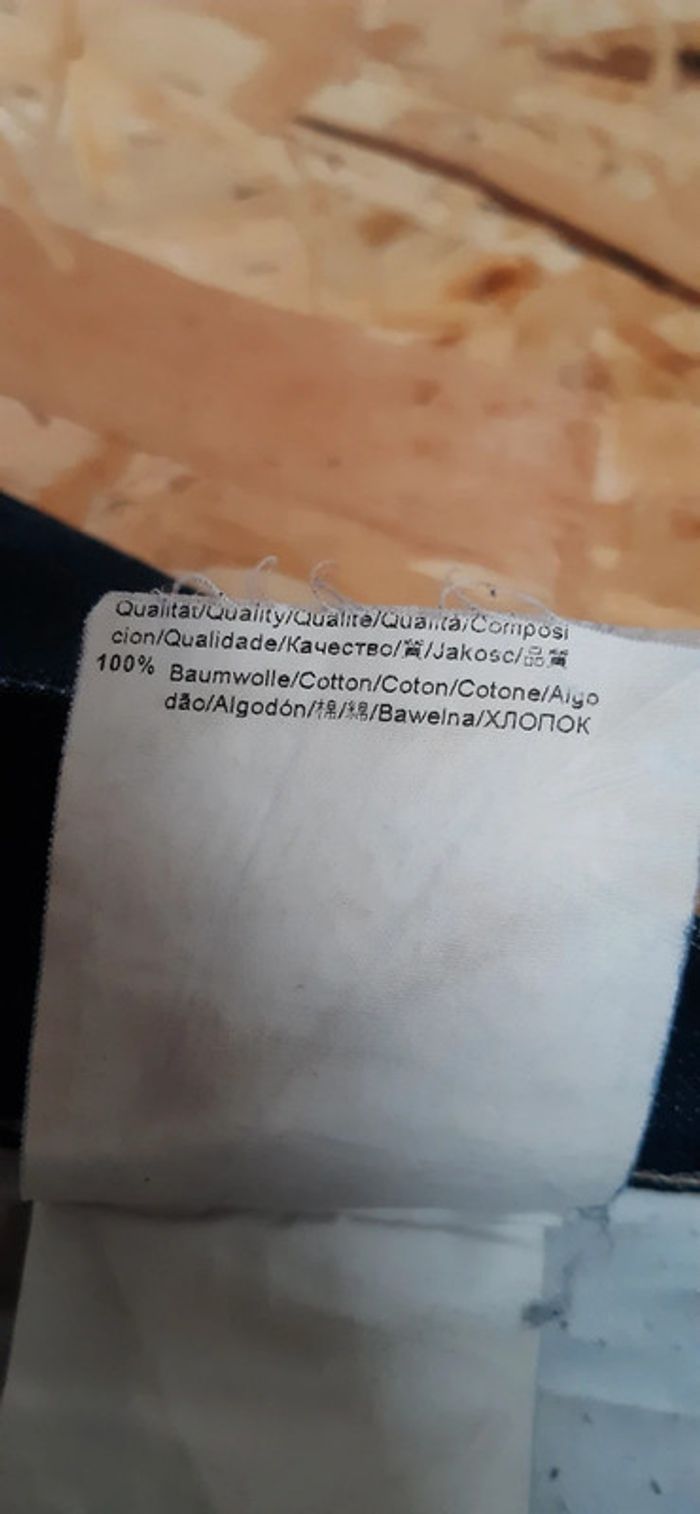 Qualität/Quality/Qualité/Qualità/Composi
cion/Qualidade/Качество/質/Jakosc/品質
100% Baumwolle/Cotton/Coton/Cotone/Algo
dão/Algodón/棉/綿/Bawelna/ХЛОПОК